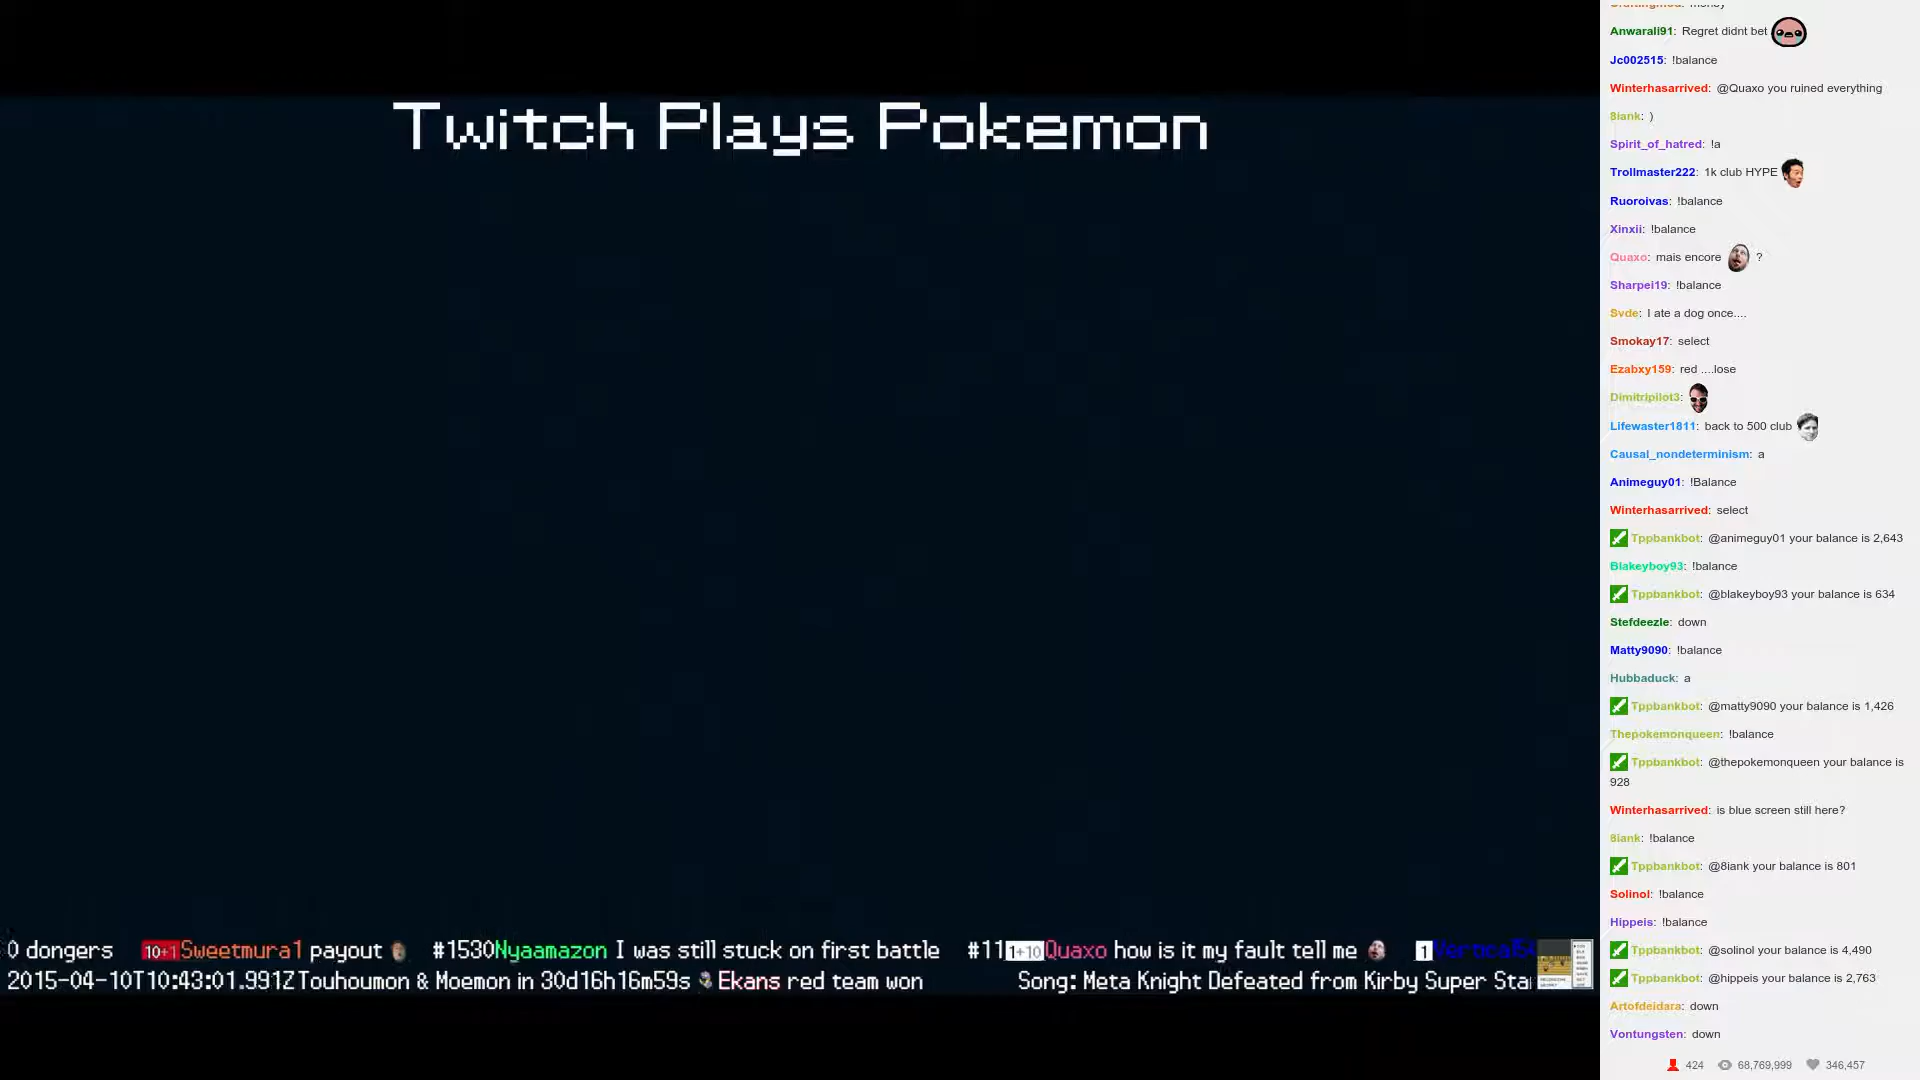 Twitch Plays Pokemon
0 dongers 10+1 Sweetmura1 payout #1530 Nyaamazon I was still stuck on first battle #11 1+10 Quaxo how is it my fault tell me 1
2015-04-10T10:43:01.991Z Touhoumon & Moemon in 30d16h16m59s Ekans red team won Song: Meta Knight Defeated from Kirby Super Sta
Anwarali91: Regret didnt bet
Jc002515: !balance
Winterhasarrived: @Quaxo you ruined everything
8iank: )
Spirit_of_hatred: !a
Trollmaster222: 1k club HYPE
Ruoroivas: !balance
Xinxii: !balance
Quaxo: mais encore ?
Sharpei19: !balance
Svde: I ate a dog once....
Smokay17: select
Ezabxy159: red ....lose
Dimitripilot3:
Lifewaster1811: back to 500 club
Causal_nondeterminism: a
Animeguy01: !Balance
Winterhasarrived: select
Tppbankbot: @animeguy01 your balance is 2,643
Blakeyboy93: !balance
Tppbankbot: @blakeyboy93 your balance is 634
Stefdeezle: down
Matty9090: !balance
Hubbaduck: a
Tppbankbot: @matty9090 your balance is 1,426
Thepokemonqueen: !balance
Tppbankbot: @thepokemonqueen your balance is
928
Winterhasarrived: is blue screen still here?
8iank: !balance
Tppbankbot: @8iank your balance is 801
Solinol: !balance
Hippeis: !balance
Tppbankbot: @solinol your balance is 4,490
Tppbankbot: @hippeis your balance is 2,763
Artofdeidara: down
Vontungsten: down
424 68,769,999 346,457